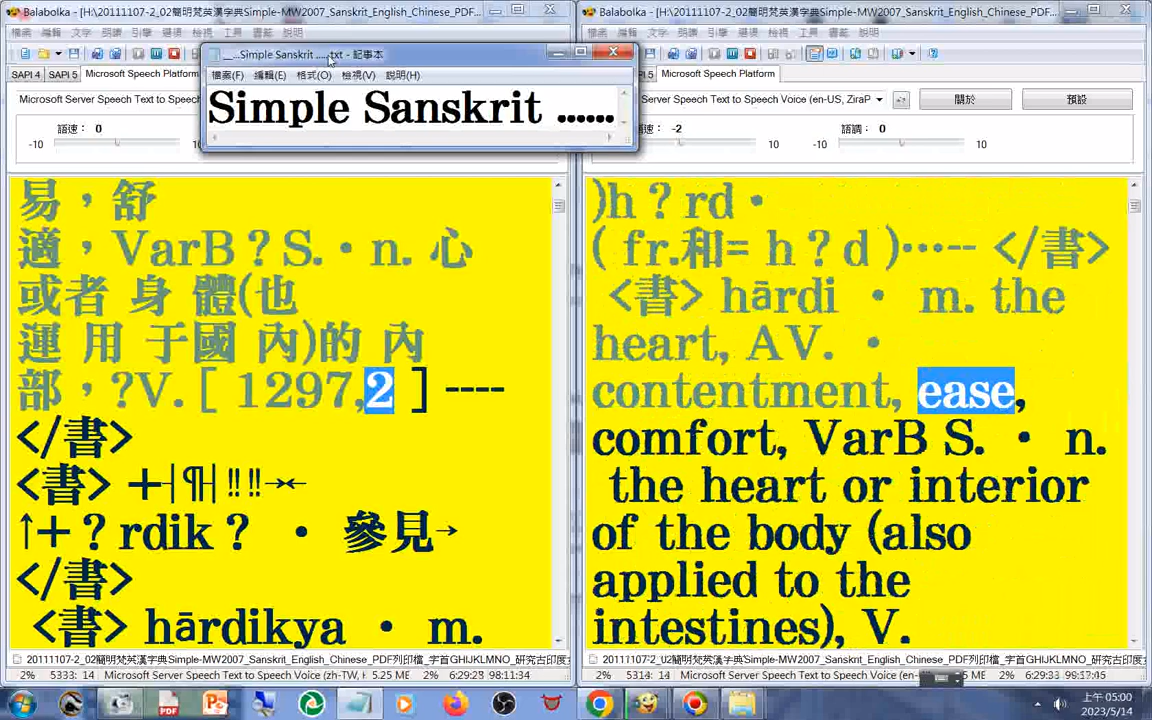 Balabolka - [H:\20111107-2_02簡明梵英漢字典Simple-MW2007_Sanskrit_English_Chinese_PDF...
Balabolka - [H:\20111107-2_02簡明梵英漢字典Simple-MW2007_Sanskrit_English_Chinese_PDF...
__...Simple Sanskrit .....txt - 記事本
檔案(F) 編輯(E) 格式(O) 檢視(V) 說明(H)
Simple Sanskrit ......
SAPI 4 SAPI 5 Microsoft Speech Platform
Microsoft Speech Platform
Microsoft Server Speech Text to Speech
Server Speech Text to Speech Voice (en-US, ZiraP
關於
預設
語速： 0
-10
-2
語調： 0
10
-10
10
易，舒
適，VarB？S.‧n. 心
或者 身 體(也
運 用 于國 內)的 內
部，?V. [ 1297,2 ] ----
</書>
<書> ┼┤¶├ ‼‼→←
↑┼？rdik？ ‧ 參見→
</書>
<書> hārdikya ‧ m.
)h？rd‧
( fr.和= h？d )…-- </書>
<書> hārdi ‧ m. the
heart, AV. ‧
contentment, ease,
comfort, VarB S. ‧ n.
the heart or interior
of the body (also
applied to the
intestines), V.
20111107-2_02簡明梵英漢字典Simple-MW2007_Sanskrit_English_Chinese_PDF列印檔_字首GHIJKLMNO_研究古印度
20111107-2_02簡明梵英漢字典Simple-MW2007_Sanskrit_English_Chinese_PDF列印檔_字首GHIJKLMNO_研究古印度
2% 5333: 14 Microsoft Server Speech Text to Speech Voice (zh-TW, 5.25 MB 2% 6:29:23 98:11:34
2% 5314: 14 Microsoft Server Speech Text to Speech Voice (en-US, 5.25 MB 2%
上午 05:00
2023/5/14